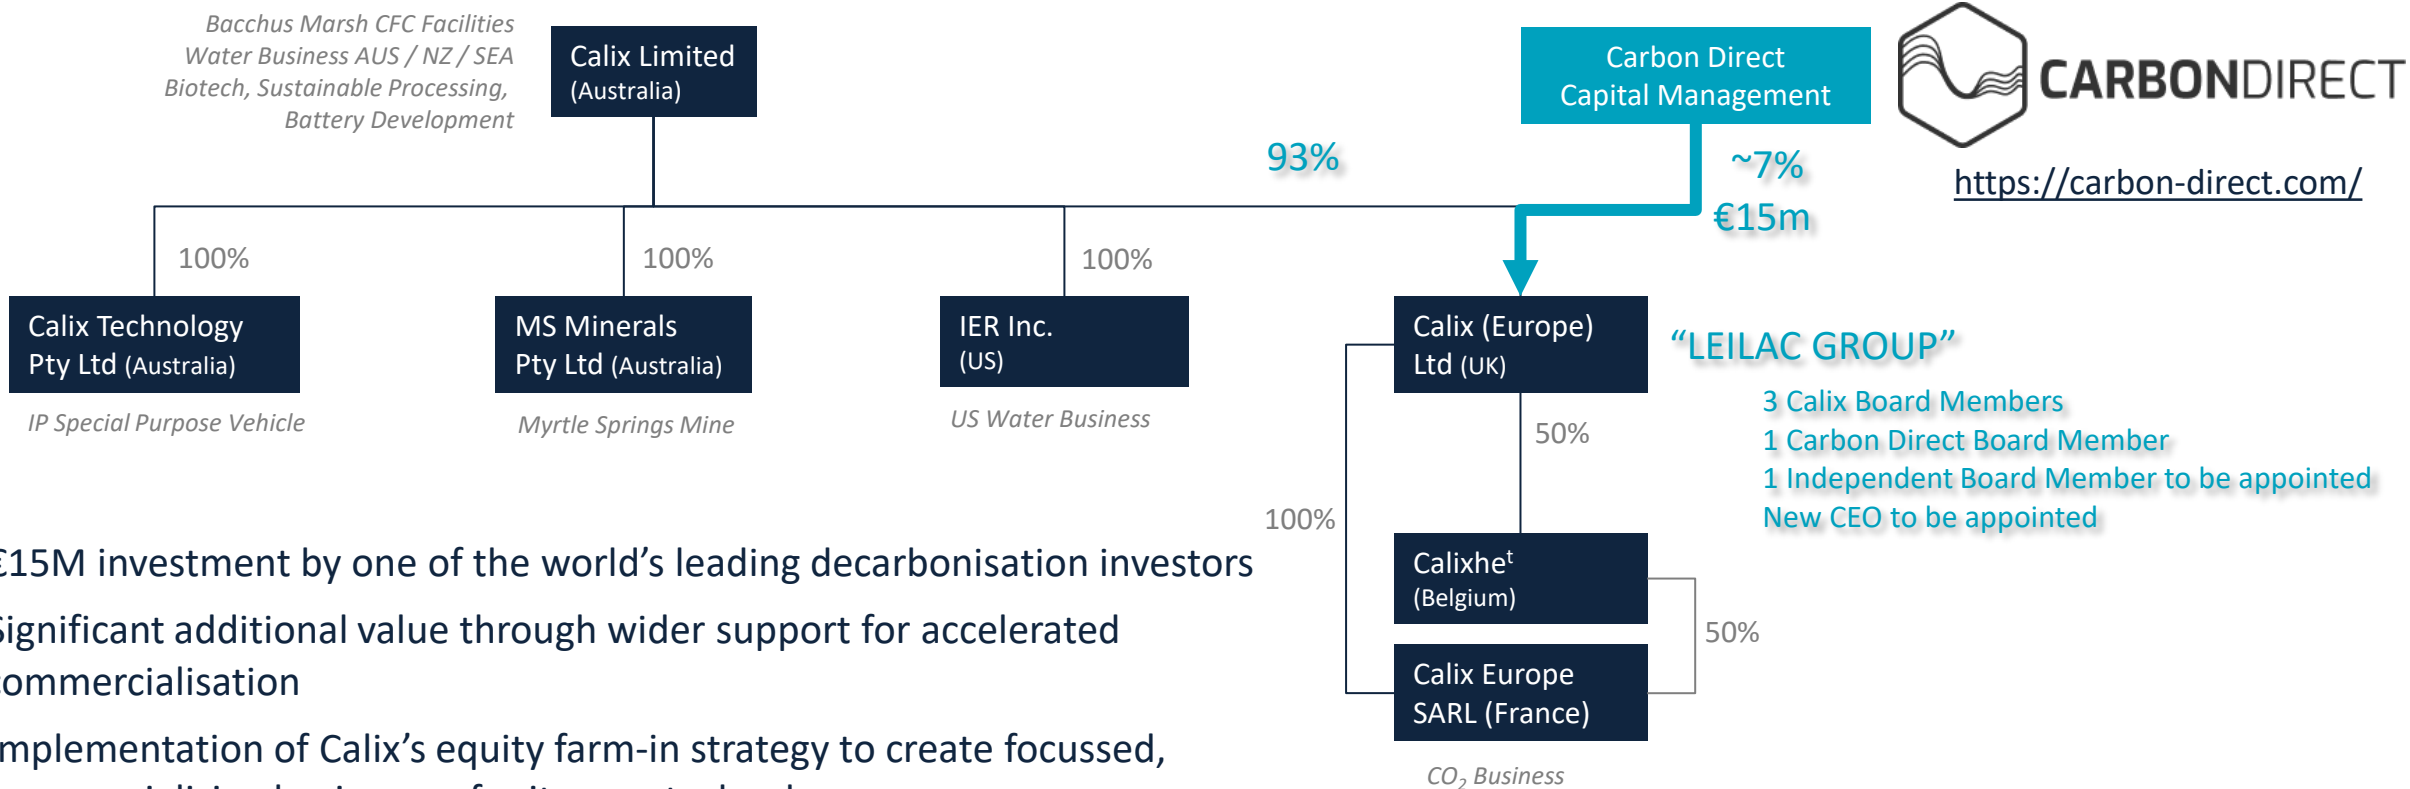 Bacchus Marsh CFC Facilities
Water Business AUS / NZ / SEA
Biotech, Sustainable Processing,
Battery Development
Calix Limited
(Australia)
Carbon Direct
Capital Management
CARBONDIRECT
https://carbon-direct.com/
93%
~7%
€15m
100%
100%
100%
Calix Technology
Pty Ltd (Australia)
IP Special Purpose Vehicle
MS Minerals
Pty Ltd (Australia)
Myrtle Springs Mine
IER Inc.
(US)
US Water Business
Calix (Europe)
Ltd (UK)
“LEILAC GROUP”
3 Calix Board Members
1 Carbon Direct Board Member
1 Independent Board Member to be appointed
New CEO to be appointed
50%
100%
Calixhet
(Belgium)
50%
Calix Europe
SARL (France)
CO2 Business
€15M investment by one of the world’s leading decarbonisation investors
Significant additional value through wider support for accelerated
commercialisation
Implementation of Calix’s equity farm-in strategy to create focussed,